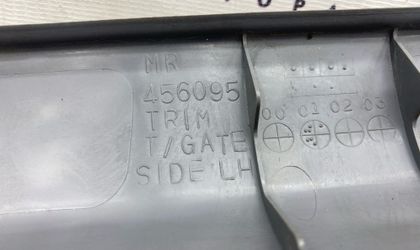 MR
456095
TRIM
T/GATE
SIDE LH
00 01 02 03